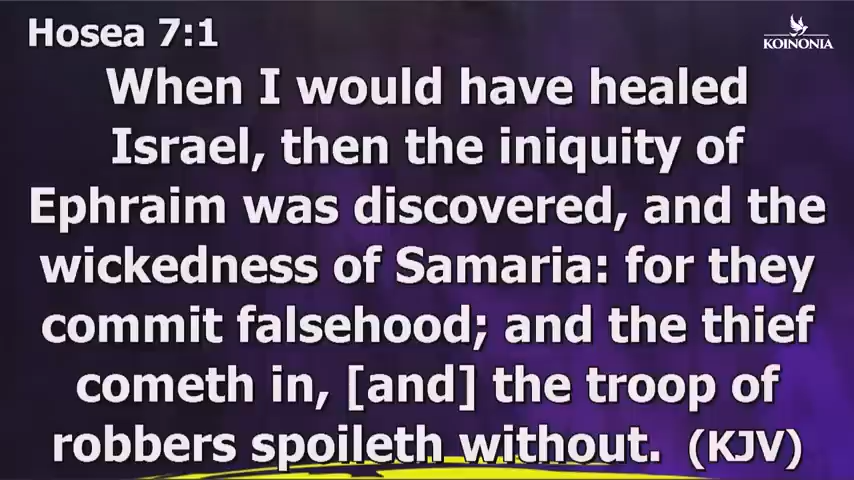 Hosea 7:1
KOINONIA
When I would have healed
Israel, then the iniquity of
Ephraim was discovered, and the
wickedness of Samaria: for they
commit falsehood; and the thief
cometh in, [and] the troop of
robbers spoileth without. (KJV)